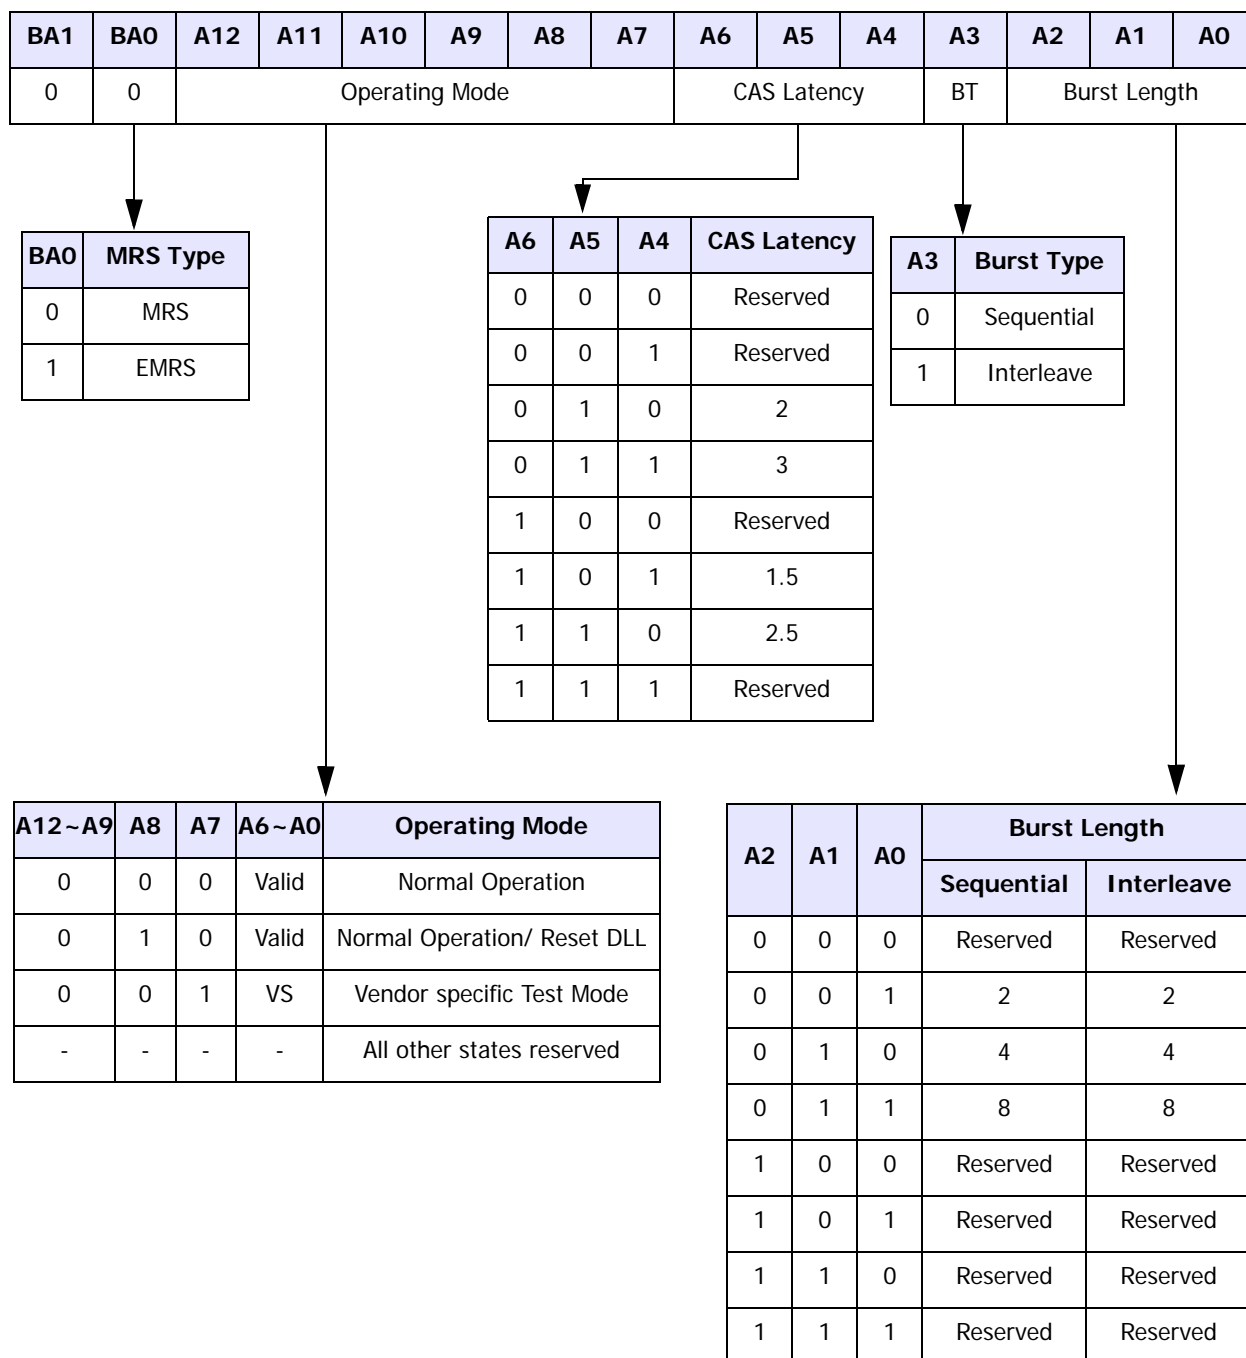 BA1 BA0 A12 A11 A10 A9 A8 A7 A6 A5 A4 A3 A2 A1 A0
0 0 Operating Mode CAS Latency BT Burst Length
BA0 MRS Type
0 MRS
1 EMRS
A6 A5 A4 CAS Latency
0 0 0 Reserved
0 0 1 Reserved
0 1 0 2
0 1 1 3
1 0 0 Reserved
1 0 1 1.5
1 1 0 2.5
1 1 1 Reserved
A3 Burst Type
0 Sequential
1 Interleave
A12~A9 A8 A7 A6~A0 Operating Mode
0 0 0 Valid Normal Operation
0 1 0 Valid Normal Operation/ Reset DLL
0 0 1 VS Vendor specific Test Mode
- - - - All other states reserved
A2 A1 A0 Burst Length
Sequential Interleave
0 0 0 Reserved Reserved
0 0 1 2 2
0 1 0 4 4
0 1 1 8 8
1 0 0 Reserved Reserved
1 0 1 Reserved Reserved
1 1 0 Reserved Reserved
1 1 1 Reserved Reserved